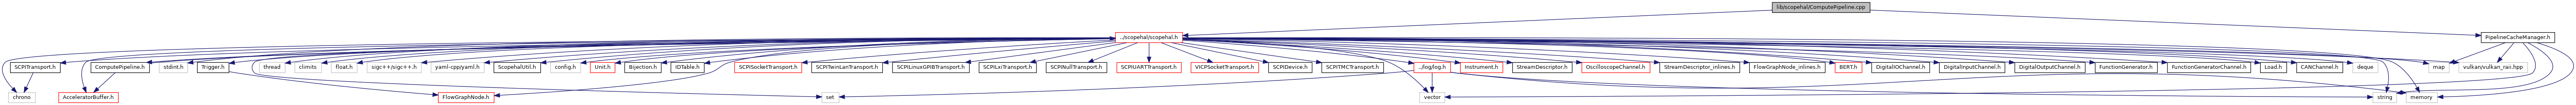 lib/scopehal/ComputePipeline.cpp
../scopehal/scopehal.h
PipelineCacheManager.h
SCPITransport.h
ComputePipeline.h
stdint.h
Trigger.h
thread
climits
float.h
sigc++/sigc++.h
yaml-cpp/yaml.h
ScopehalUtil.h
config.h
Unit.h
Bijection.h
IDTable.h
SCPISocketTransport.h
SCPITwinLanTransport.h
SCPILinuxGPIBTransport.h
SCPILxiTransport.h
SCPINullTransport.h
SCPIUARTTransport.h
VICPSocketTransport.h
SCPIDevice.h
SCPITMCTransport.h
../log/log.h
Instrument.h
StreamDescriptor.h
OscilloscopeChannel.h
StreamDescriptor_inlines.h
FlowGraphNode_inlines.h
BERT.h
DigitalIOChannel.h
DigitalInputChannel.h
DigitalOutputChannel.h
FunctionGenerator.h
FunctionGeneratorChannel.h
Load.h
CANChannel.h
deque
map
vulkan/vulkan_raii.hpp
chrono
AcceleratorBuffer.h
FlowGraphNode.h
set
vector
string
memory